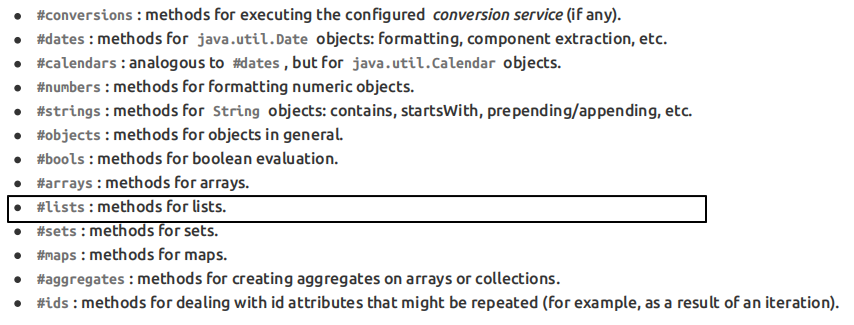 #conversions : methods for executing the configured conversion service (if any).
#dates : methods for java.util.Date objects: formatting, component extraction, etc.
#calendars : analogous to #dates , but for java.util.Calendar objects.
#numbers : methods for formatting numeric objects.
#strings : methods for String objects: contains, startsWith, prepending/appending, etc.
#objects : methods for objects in general.
#bools : methods for boolean evaluation.
#arrays : methods for arrays.
#lists : methods for lists.
#sets : methods for sets.
#maps : methods for maps.
#aggregates : methods for creating aggregates on arrays or collections.
#ids : methods for dealing with id attributes that might be repeated (for example, as a result of an iteration).